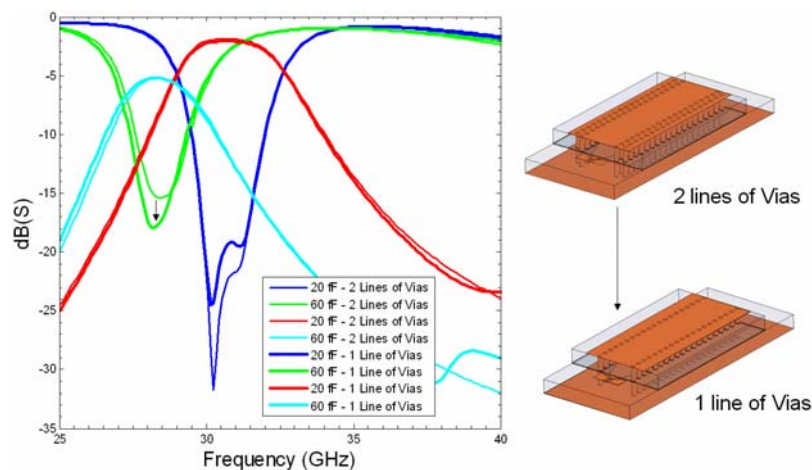 0
-5
-10
-15
-20
-25
-30
-35
dB(S)
25
30
35
40
Frequency (GHz)
20 fF - 2 Lines of Vias
60 fF - 2 Lines of Vias
20 fF - 2 Lines of Vias
60 fF - 2 Lines of Vias
20 fF - 1 Line of Vias
60 fF - 1 Line of Vias
20 fF - 1 Line of Vias
60 fF - 1 Line of Vias
2 lines of Vias
1 line of Vias